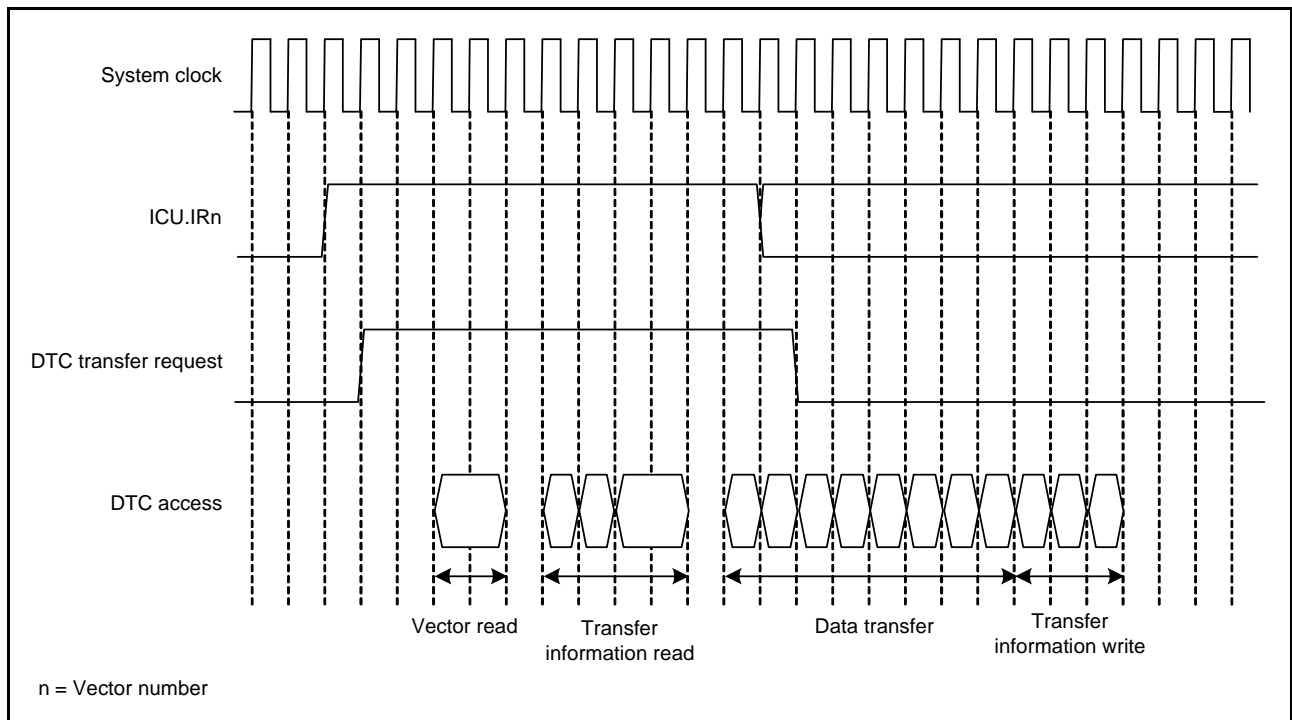 System clock
ICU.IRn
DTC transfer request
DTC access
Vector read
Transfer
information read
Data transfer
Transfer
information write
n = Vector number